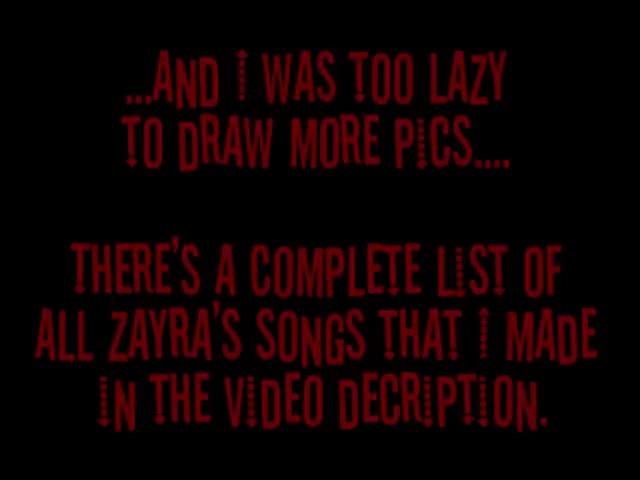 ...AND I WAS TOO LAZY
TO DRAW MORE PICS....
THERE'S A COMPLETE LIST OF
ALL ZAYRA'S SONGS THAT I MADE
IN THE VIDEO DECRIPTION.